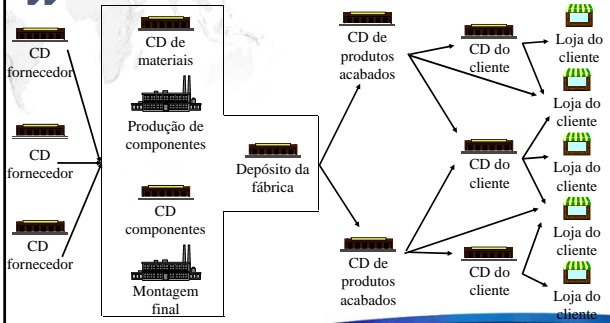 CD
fornecedor
CD
fornecedor
CD
fornecedor
CD de
materiais
Produção de
componentes
CD
componentes
Montagem
final
Depósito da
fábrica
CD de
produtos
acabados
CD de
produtos
acabados
CD do
cliente
CD do
cliente
CD do
cliente
Loja do
cliente
Loja do
cliente
Loja do
cliente
Loja do
cliente
Loja do
cliente